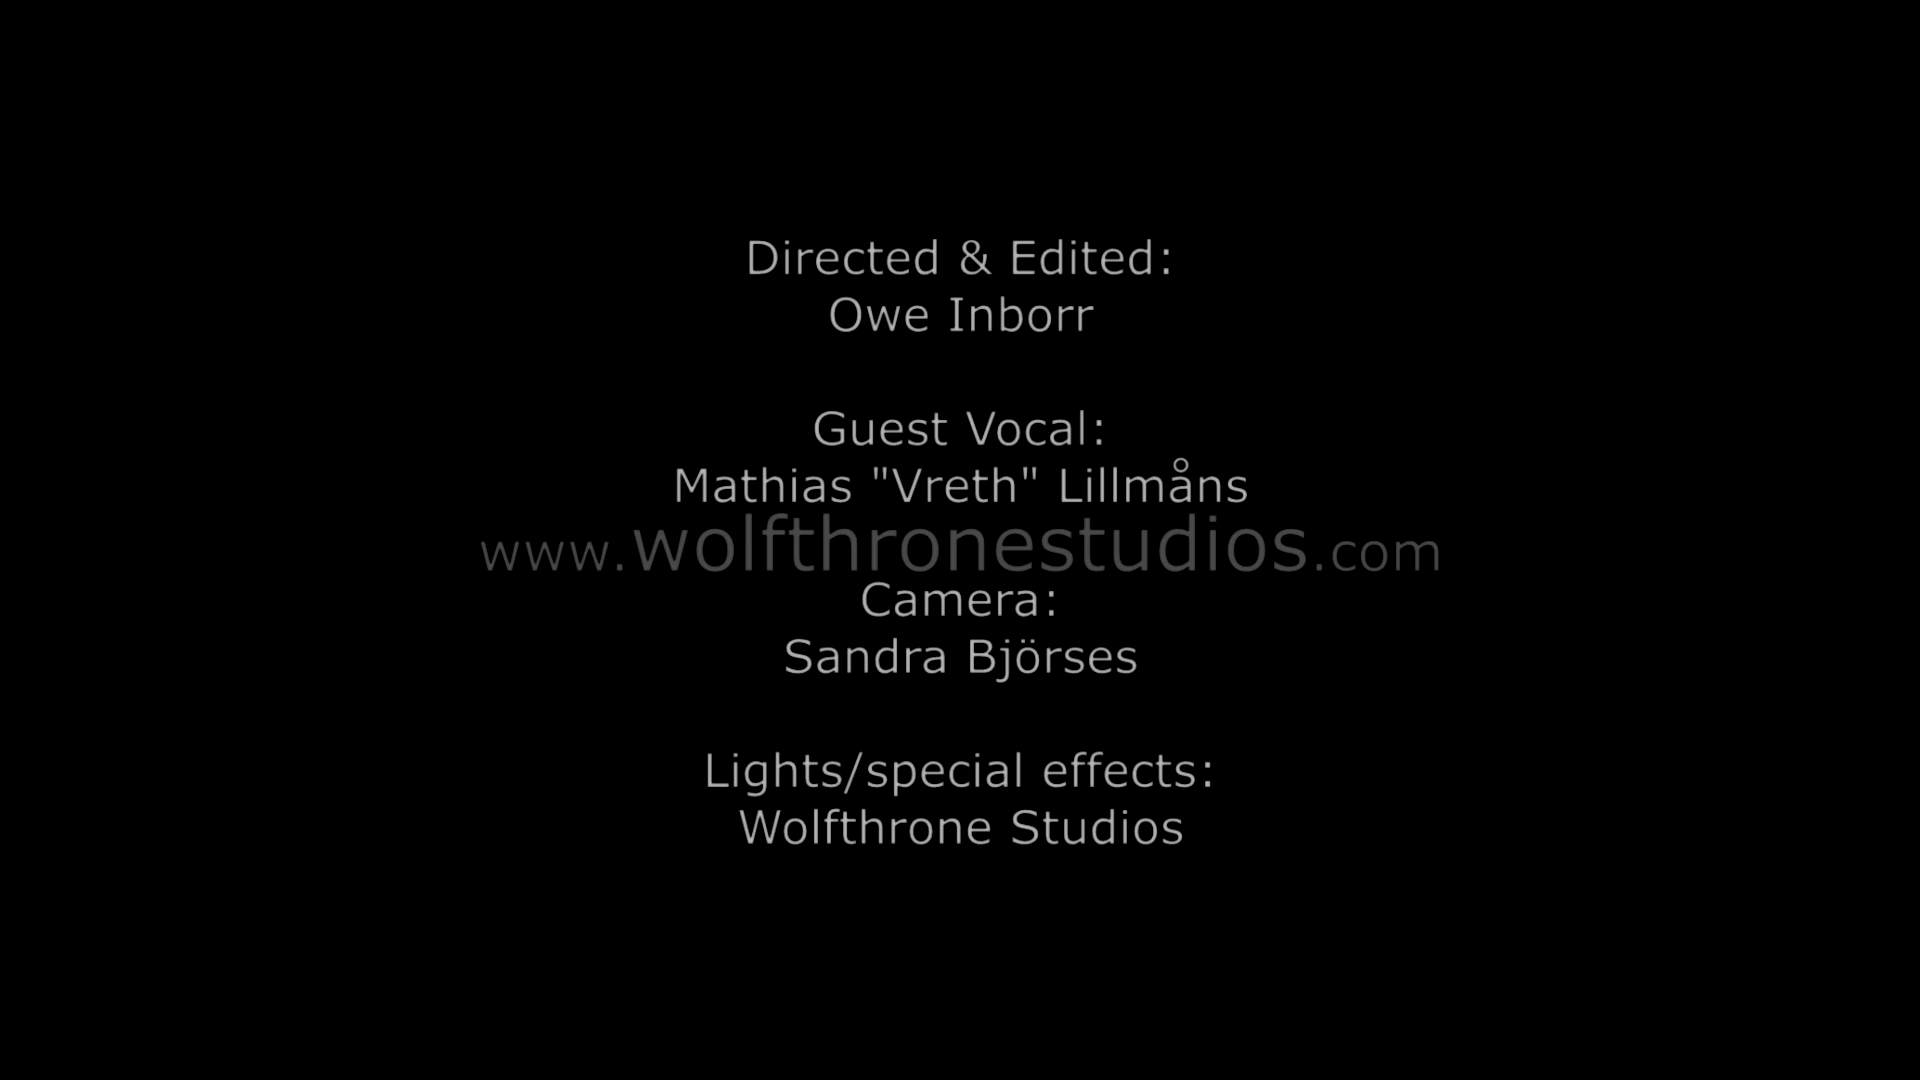 Directed & Edited:
Owe Inborr
Guest Vocal:
Mathias "Vreth" Lillmåns
www.wolfthronestudios.com
Camera:
Sandra Björses
Lights/special effects:
Wolfthrone Studios